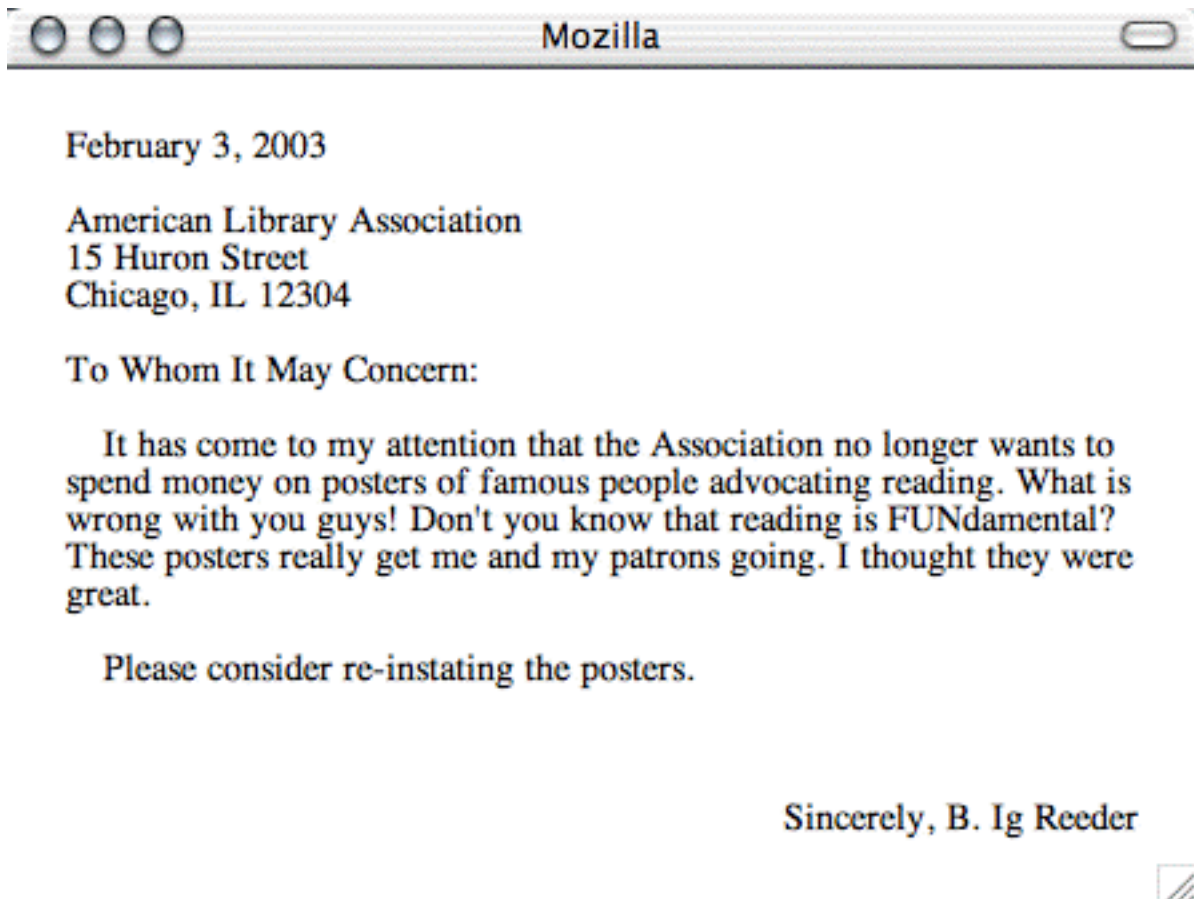 Mozilla
February 3, 2003
American Library Association
15 Huron Street
Chicago, IL 12304
To Whom It May Concern:
It has come to my attention that the Association no longer wants to
spend money on posters of famous people advocating reading. What is
wrong with you guys! Don't you know that reading is FUNdamental?
These posters really get me and my patrons going. I thought they were
great.
Please consider re-instating the posters.
Sincerely, B. Ig Reeder